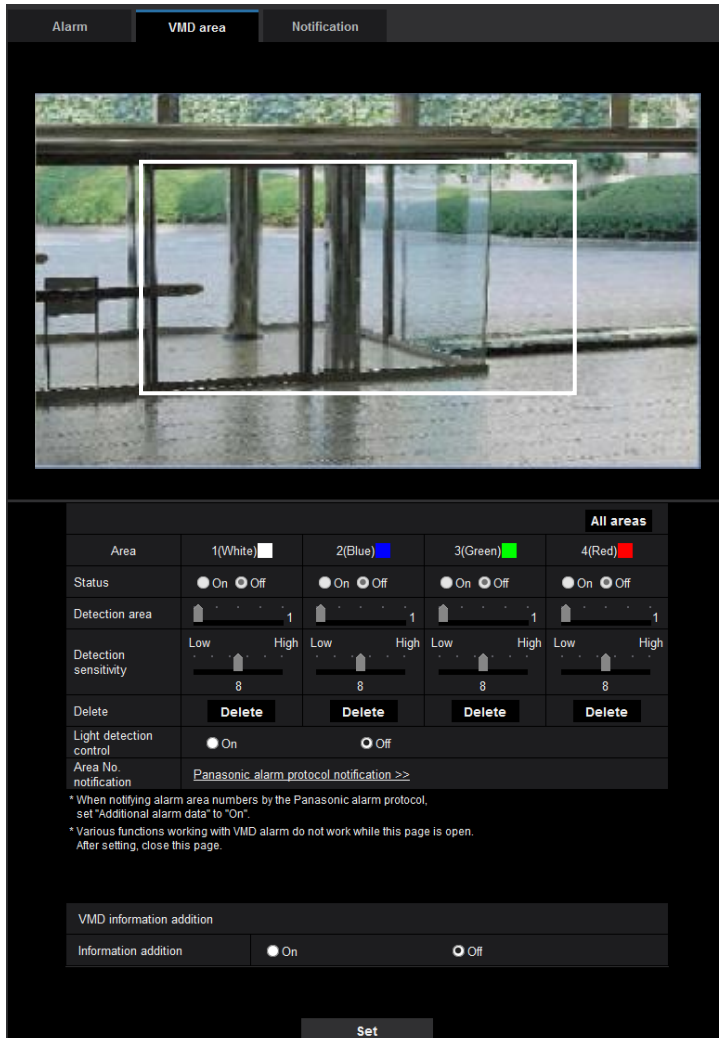 Alarm VMD area Notification
All areas
Area 1(White) 2(Blue) 3(Green) 4(Red)
Status On Off On Off On Off On Off
Detection area 1 1 1 1
Detection sensitivity Low High Low High Low High Low High
8 8 8 8
Delete Delete Delete Delete Delete
Light detection control On Off
Area No. notification Panasonic alarm protocol notification >>
* When notifying alarm area numbers by the Panasonic alarm protocol,
set "Additional alarm data" to "On".
* Various functions working with VMD alarm do not work while this page is open.
After setting, close this page.
VMD information addition
Information addition On Off
Set